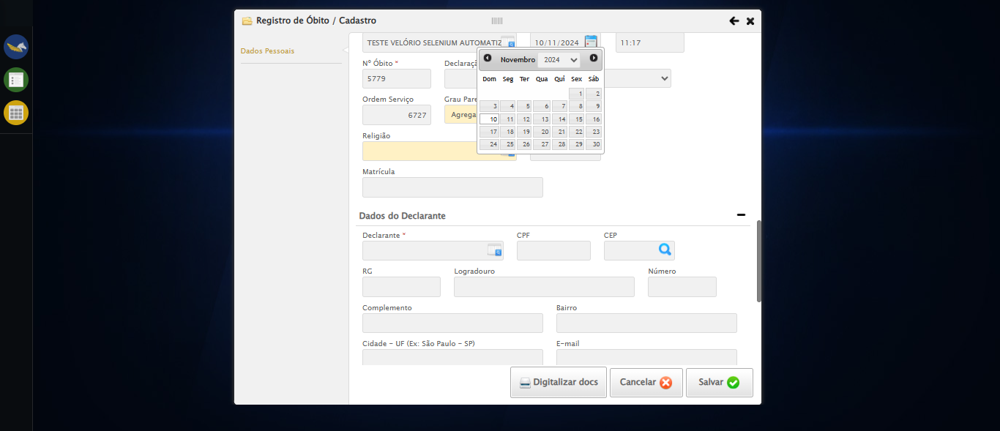 Registro de Óbito / Cadastro
Dados Pessoais
TESTE VELÓRIO SELENIUM AUTOMATIZ
10/11/2024
11:17
Nº Óbito *
Declaraçã
5779
Ordem Serviço
Grau Pare
6727
Agrega
Religião
Matrícula
Novembro 2024
Dom Seg Ter Qua Qui Sex Sáb
1 2
3 4 5 6 7 8 9
10 11 12 13 14 15 16
17 18 19 20 21 22 23
24 25 26 27 28 29 30
Dados do Declarante
Declarante *
CPF
CEP
RG
Logradouro
Número
Complemento
Bairro
Cidade - UF (Ex: São Paulo - SP)
E-mail
Digitalizar docs
Cancelar
Salvar